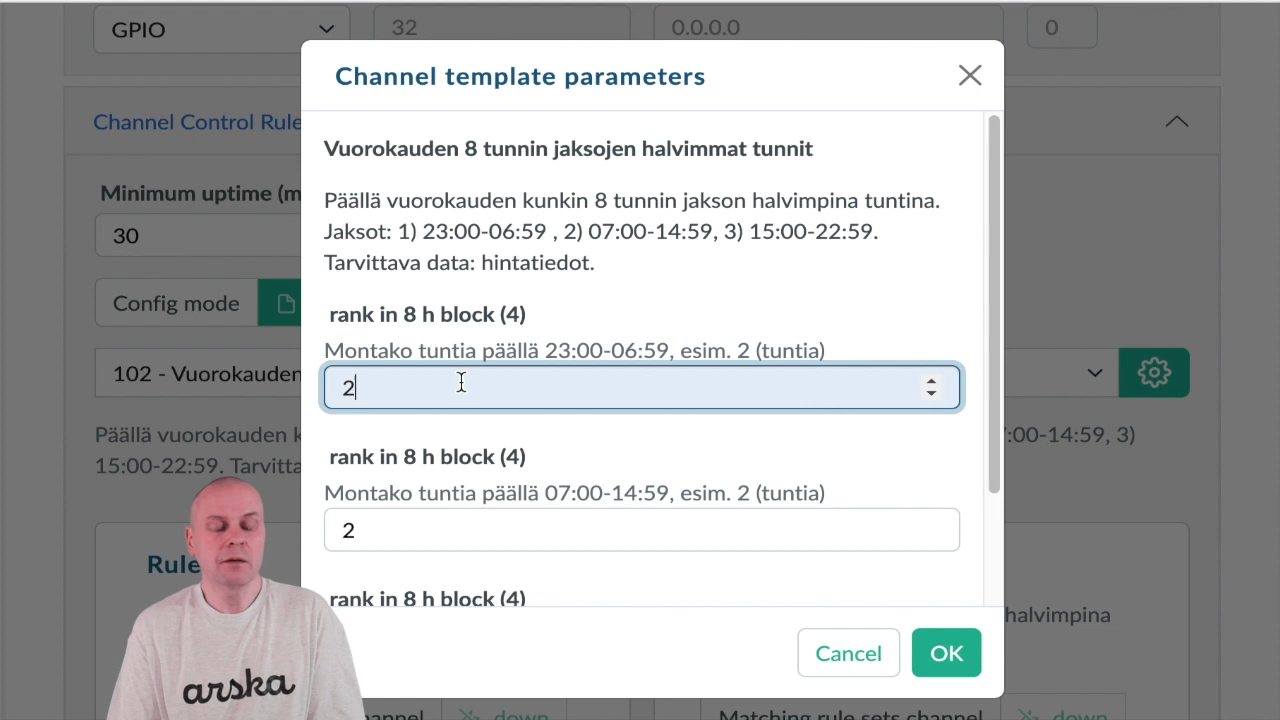 GPIO
32
0.0.0.0
0
Channel template parameters
Channel Control Rule
Vuorokauden 8 tunnin jaksojen halvimmat tunnit
Minimum uptime (m
30
Päällä vuorokauden kunkin 8 tunnin jakson halvimpina tuntina.
Jaksot: 1) 23:00-06:59 , 2) 07:00-14:59, 3) 15:00-22:59.
Tarvittava data: hintatiedot.
Config mode
rank in 8 h block (4)
Montako tuntia päällä 23:00-06:59, esim. 2 (tuntia)
102 - Vuorokauden
2
Päällä vuorokauden k
:00-14:59, 3)
15:00-22:59. Tarvitta
rank in 8 h block (4)
Montako tuntia päällä 07:00-14:59, esim. 2 (tuntia)
2
Rule
rank in 8 h block (4)
halvimpina
Cancel
OK
arska
annel
down
Matching rule sets channel
down